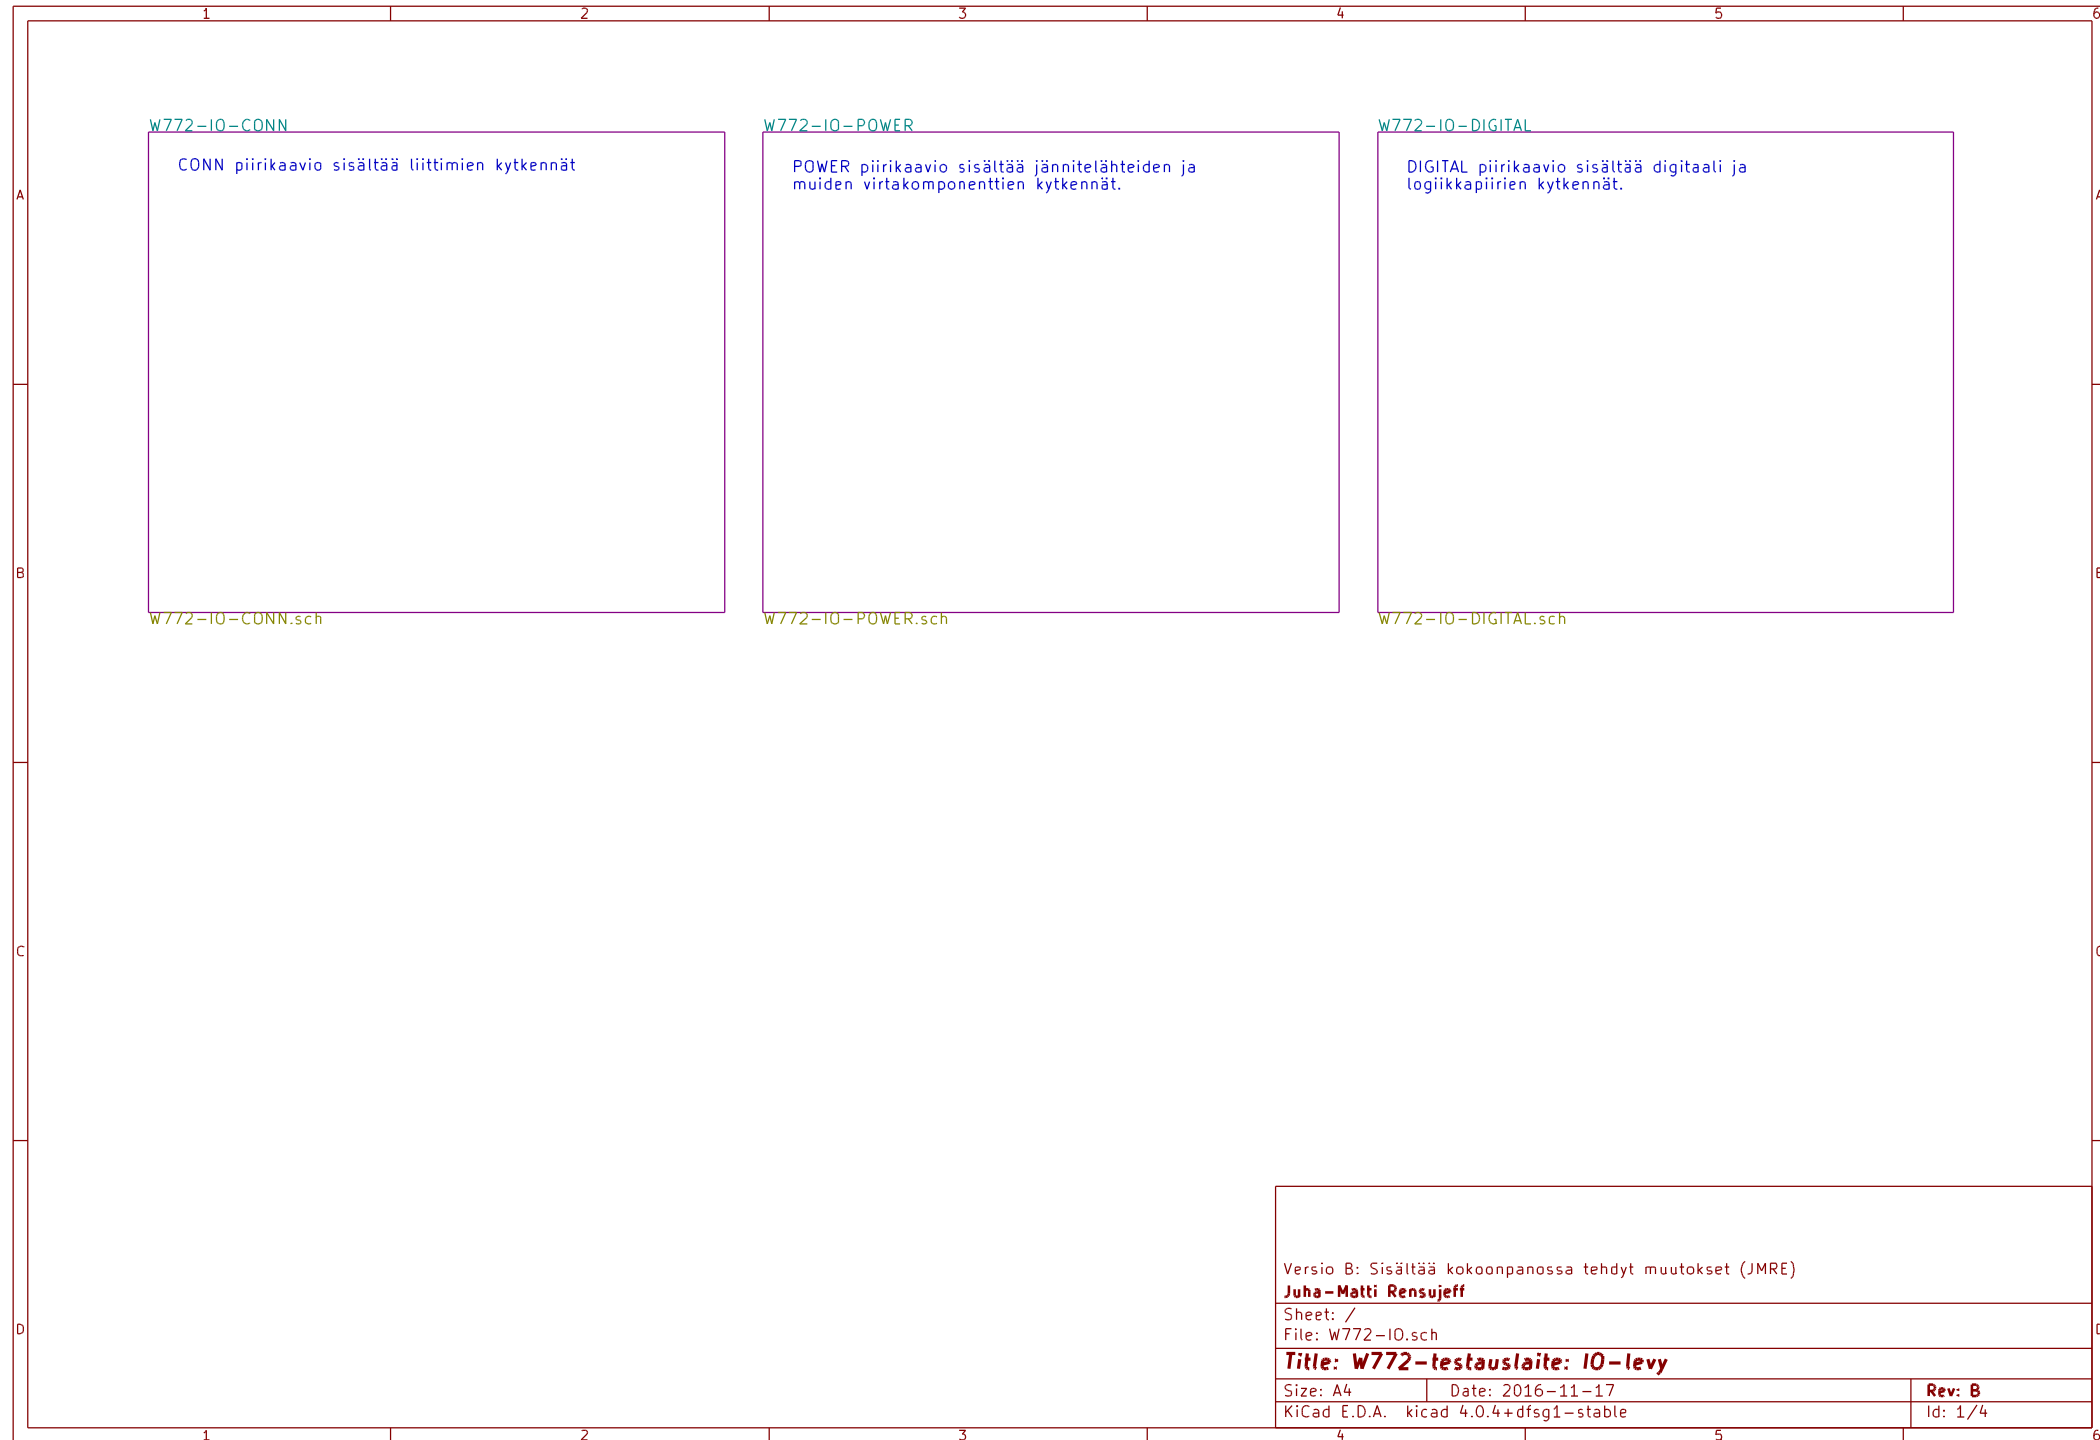 1 2 3 4 5 6
W772-IO-CONN
CONN piirikaavio sisältää liittimien kytkennät
W772-IO-CONN.sch
W772-IO-POWER
POWER piirikaavio sisältää jännitelähteiden ja
muiden virtakomponenttien kytkennät.
W772-IO-POWER.sch
W772-IO-DIGITAL
DIGITAL piirikaavio sisältää digitaali ja
logiikkapiirien kytkennät.
W772-IO-DIGITAL.sch
A A
B B
C C
D D
Versio B: Sisältää kokoonpanossa tehdyt muutokset (JMRE)
Juha-Matti Rensujeff
Sheet: /
File: W772-IO.sch
Title: W772-testauslaite: IO-levy
Size: A4 Date: 2016-11-17 Rev: B
KiCad E.D.A. kicad 4.0.4+dfsg1-stable Id: 1/4
1 2 3 4 5 6